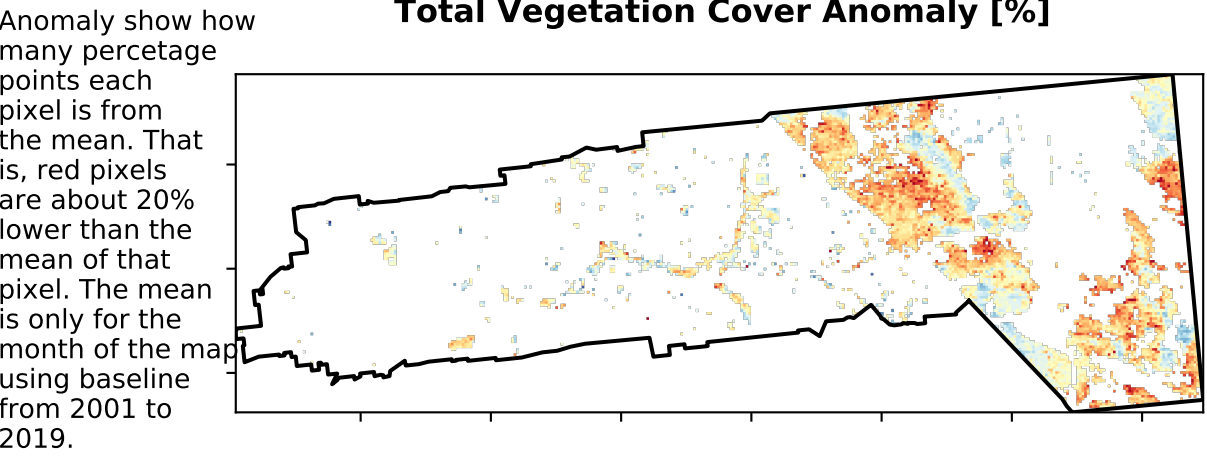 Total Vegetation Cover Anomaly [%]
Anomaly show how
many percetage
points each
pixel is from
the mean. That
is, red pixels
are about 20%
lower than the
mean of that
pixel. The mean
is only for the
month of the map
using baseline
from 2001 to
2019.